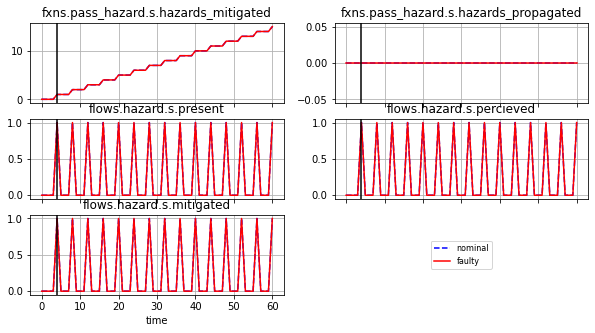 fxns.pass_hazard.s.hazards_mitigated
fxns.pass_hazard.s.hazards_propagated
10
0
0.05
0.00
−0.05
flows.hazard.s.present
flows.hazard.s.percieved
1.0
0.5
0.0
1.0
0.5
0.0
flows.hazard.s.mitigated
1.0
0.5
0.0
0 10 20 30 40 50 60
time
nominal
faulty